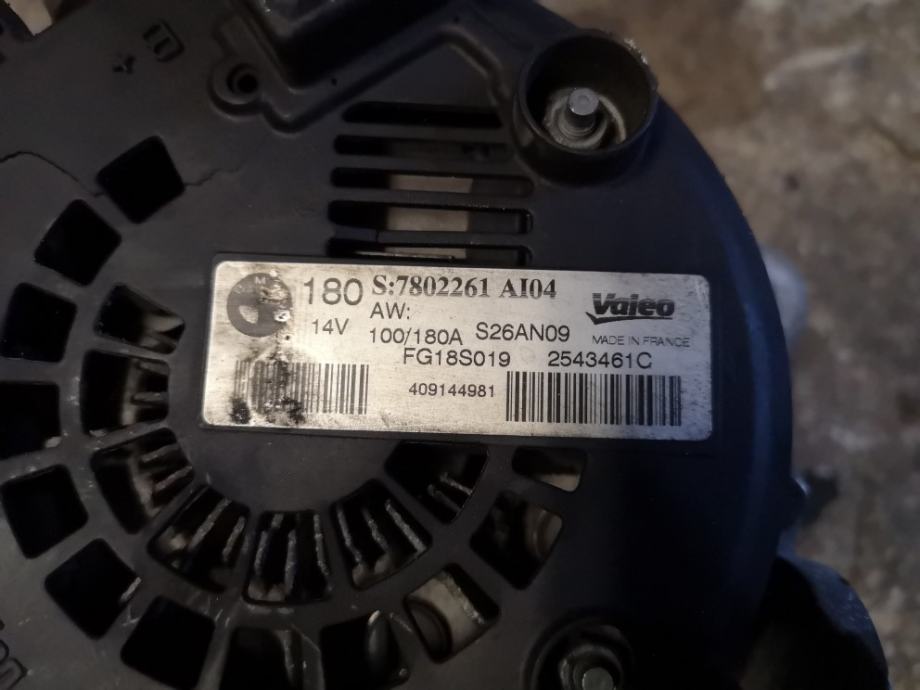 B+
180 S:7802261 AI04
AW:
Valeo
14V 100/180A S26AN09 MADE IN FRANCE
FG18S019 2543461C
409144981